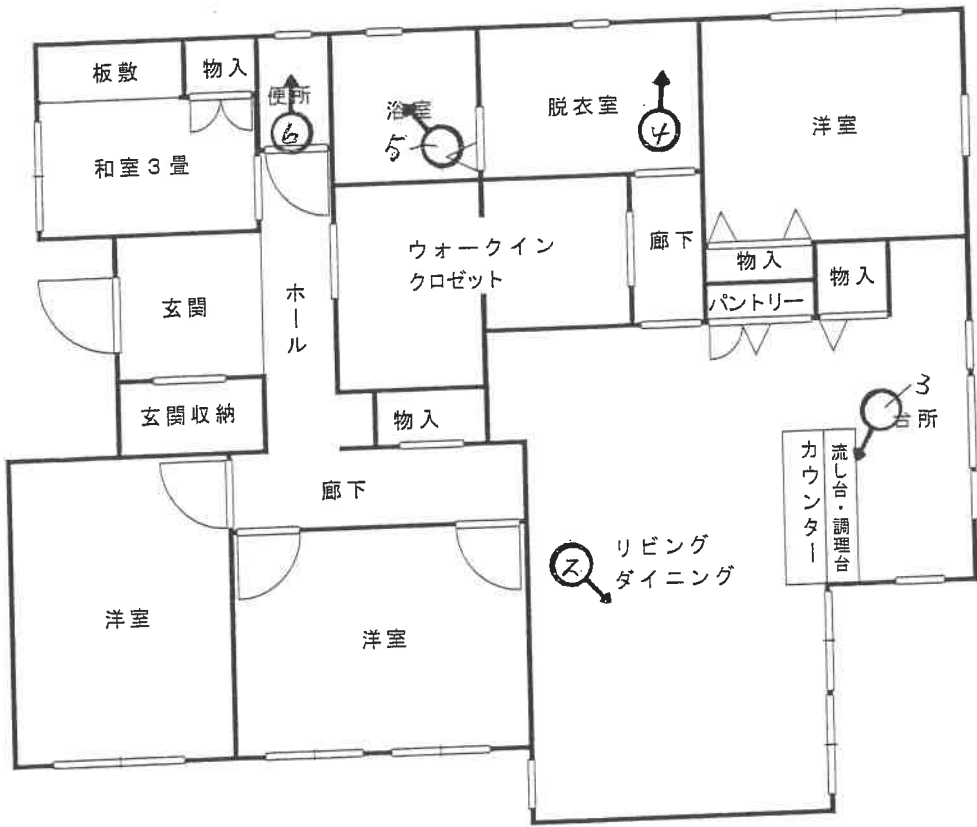 板敷
物入
便所
6
浴室
5
脱衣室
4
洋室
和室3畳
玄関
ホール
ウォークイン
クロゼット
廊下
物入
パントリー
物入
玄関収納
物入
3
台所
カウンター
流し台・調理台
廊下
2
リビング
ダイニング
洋室
洋室